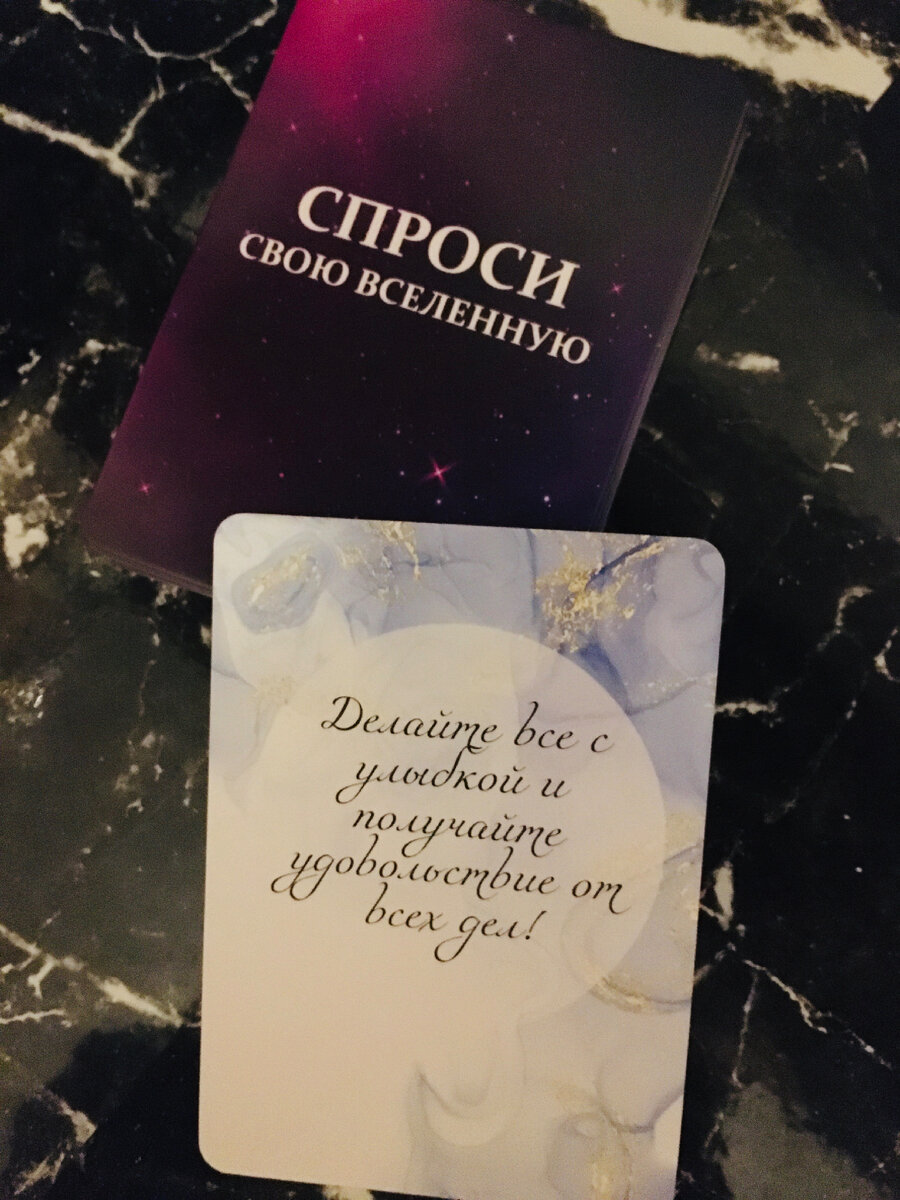 СПРОСИ
СВОЮ ВСЕЛЕННУЮ
Делайте все с
улыбкой и
получайте
удовольствие от
всех дел!